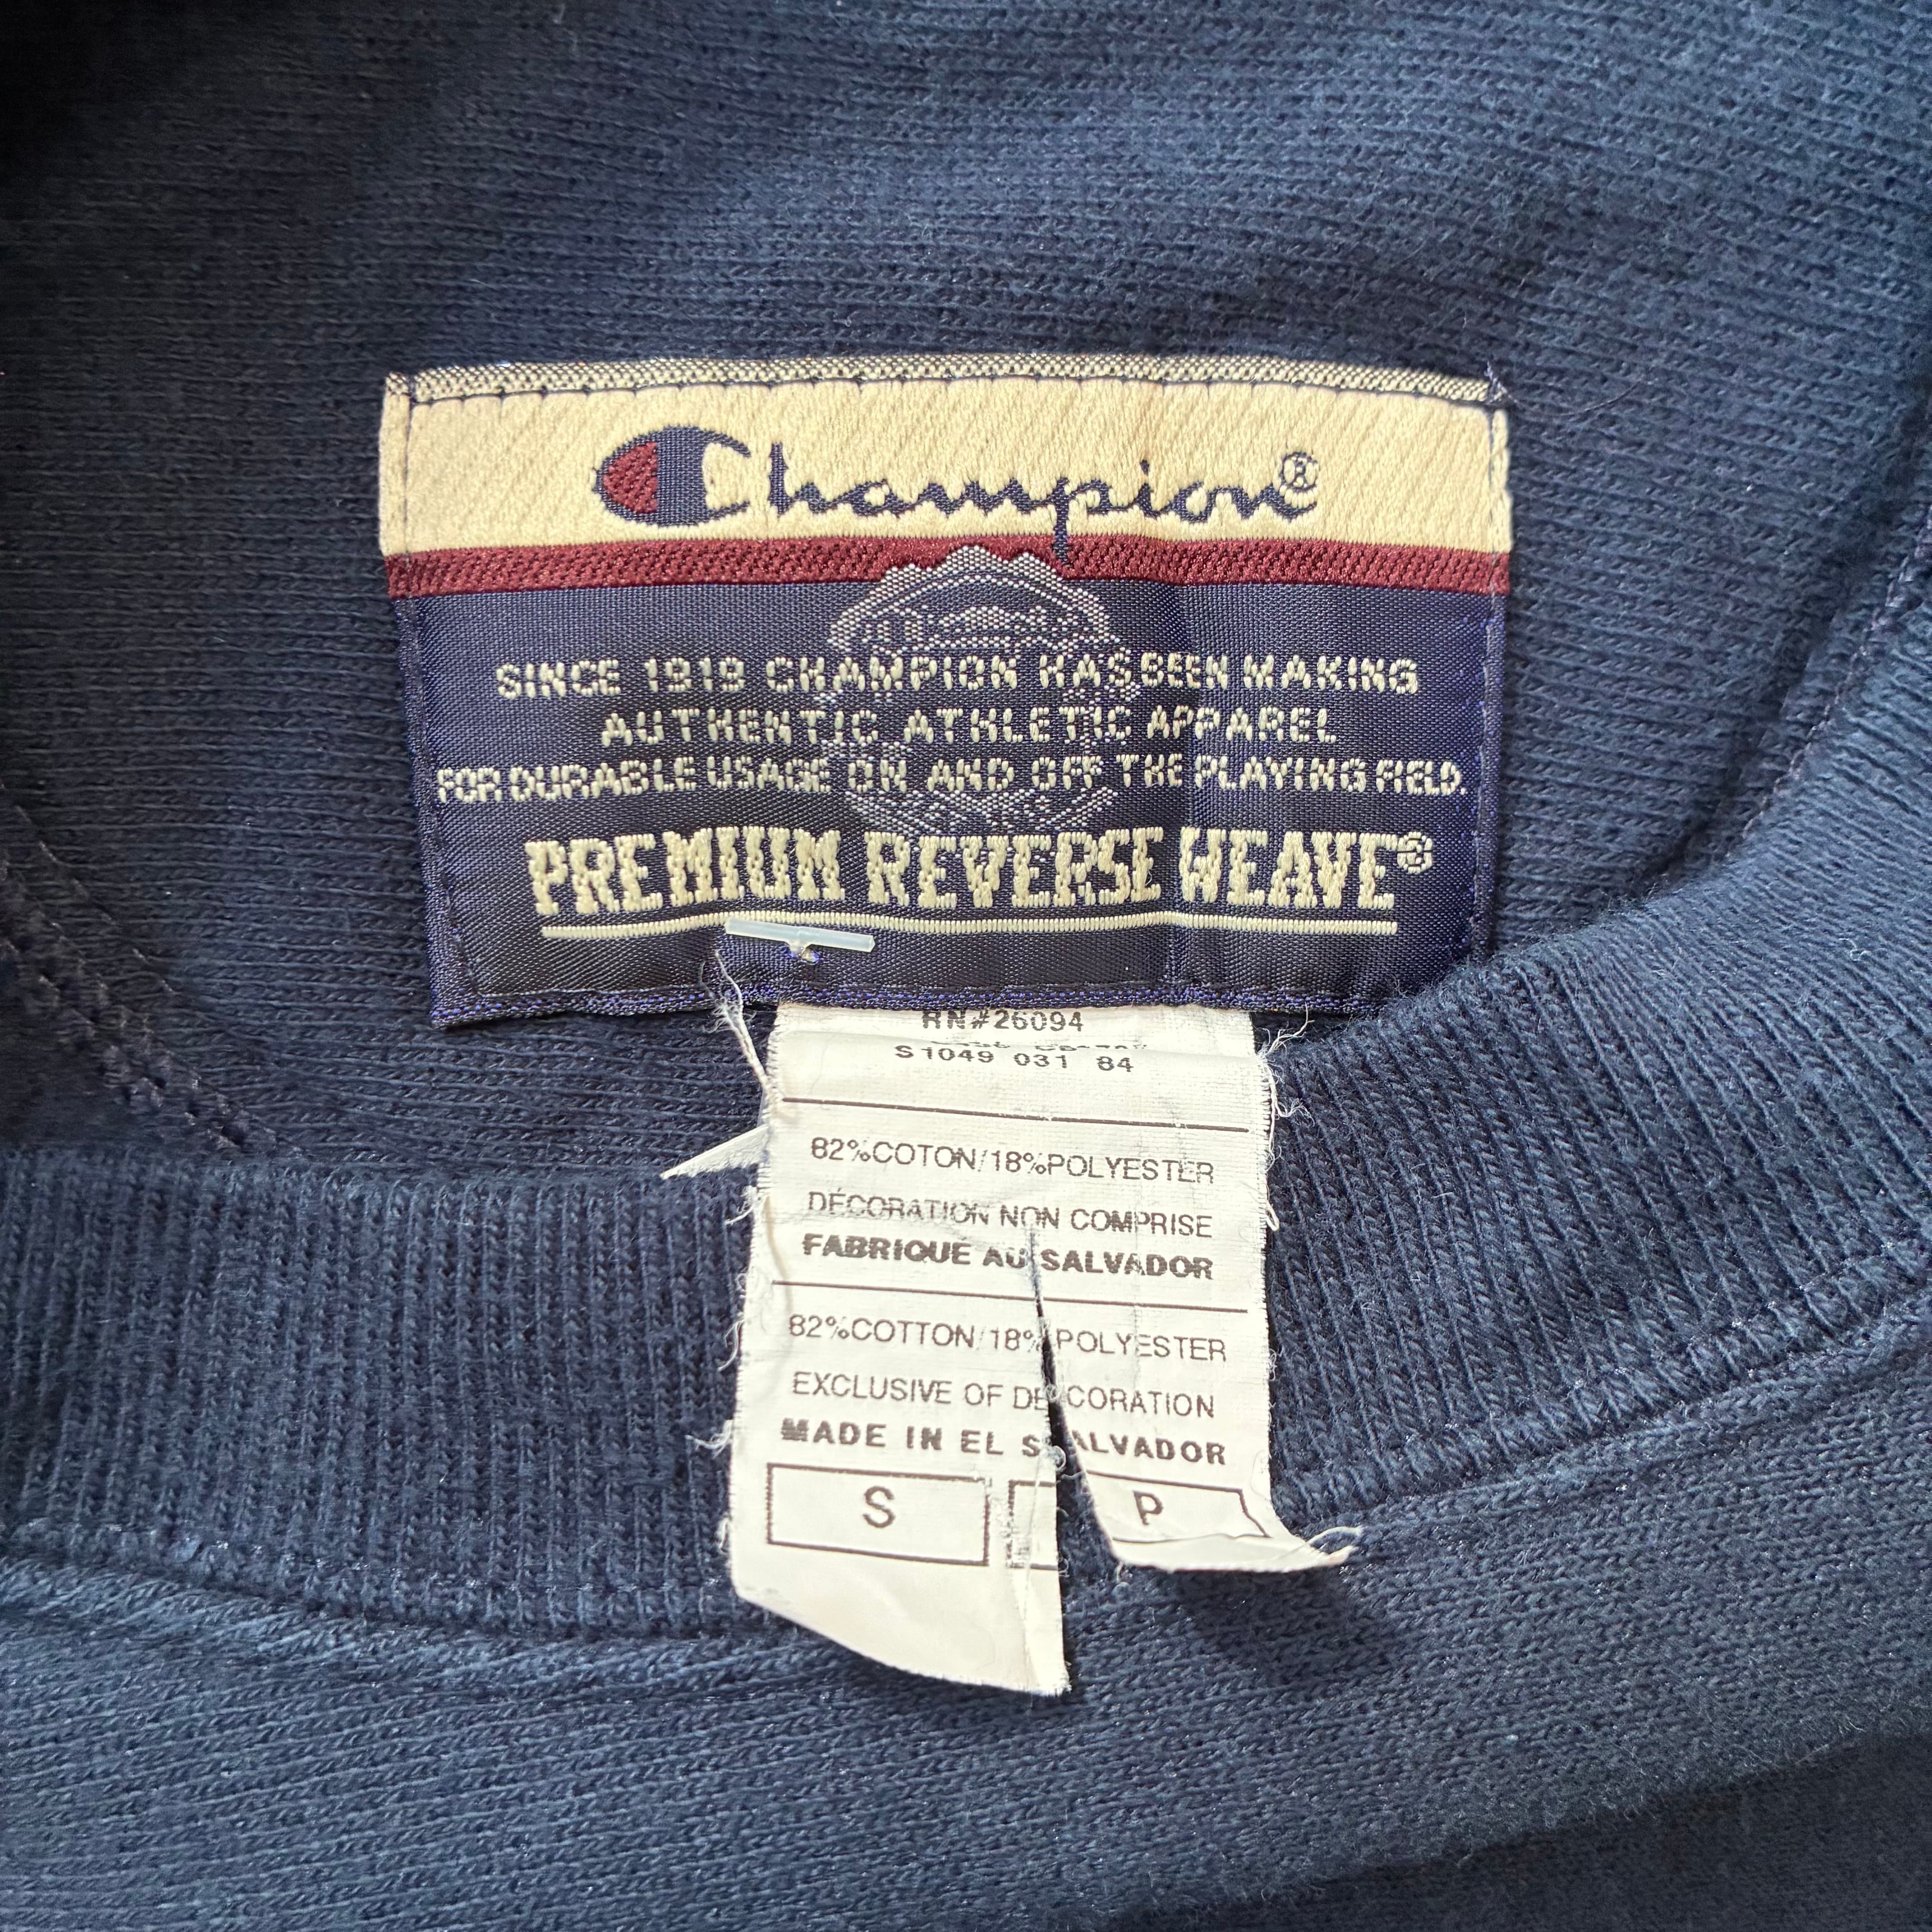 Champion®
SINCE 1919 CHAMPION HAS BEEN MAKING
AUTHENTIC ATHLETIC APPAREL
FOR DURABLE USAGE ON AND OFF THE PLAYING FIELD.
PREMIUM REVERSE WEAVE®
RN#26094
S1049 031 84
82%COTON/18%POLYESTER
DÉCORATION NON COMPRISE
FABRIQUE AU SALVADOR
82%COTTON/18%POLYESTER
EXCLUSIVE OF DECORATION
MADE IN EL SALVADOR
S P